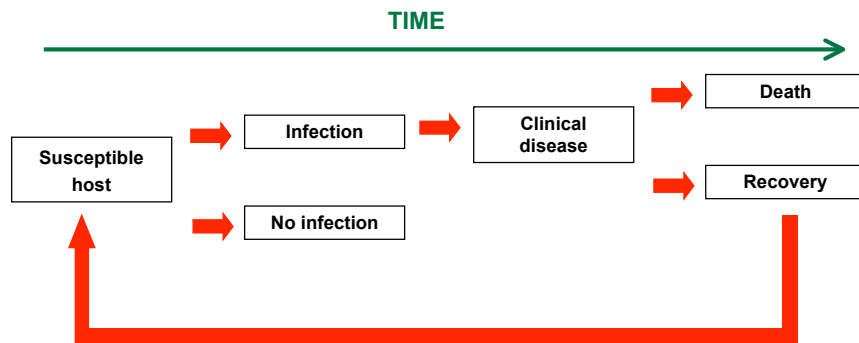 TIME
Susceptible
host
Infection
No infection
Clinical
disease
Death
Recovery